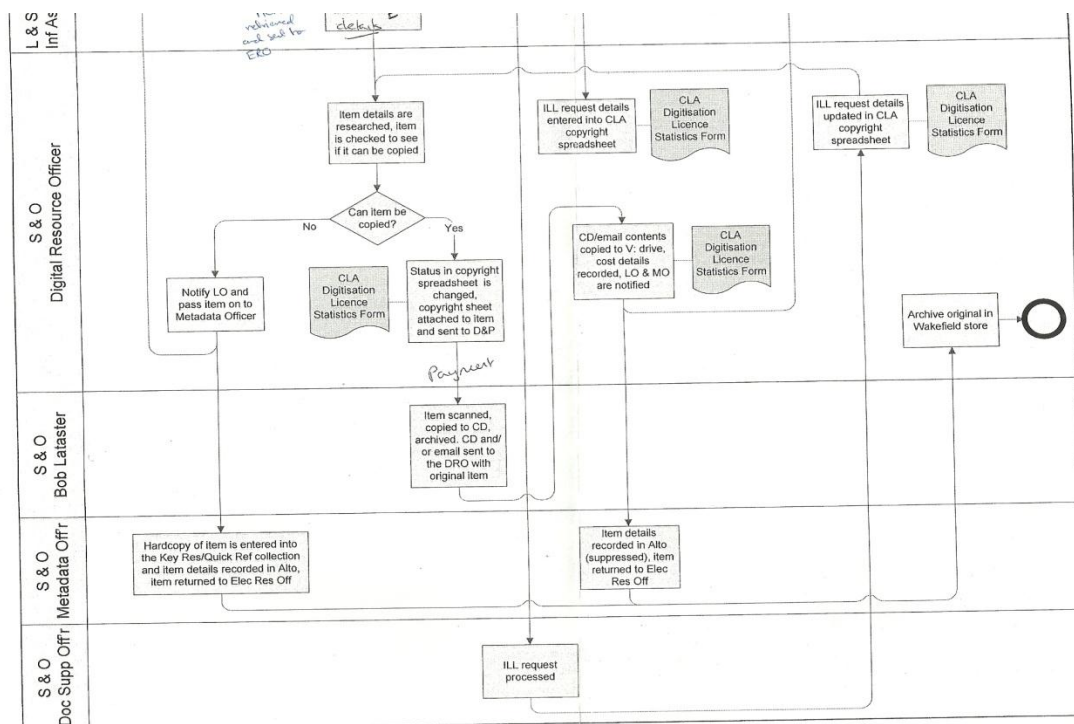 L & S
Inf As
retrieved
and sent to
ERO
details
S & O
Digital Resource Officer
Item details are
researched, item
is checked to see
if it can be copied
ILL request details
entered into CLA
copyright
spreadsheet
CLA
Digitisation
Licence
Statistics Form
ILL request details
updated in CLA
copyright
spreadsheet
CLA
Digitisation
Licence
Statistics Form
Can item be
copied?
No
Yes
Notify LO and
pass item on to
Metadata Officer
CLA
Digitisation
Licence
Statistics Form
Status in copyright
spreadsheet is
changed,
copyright sheet
attached to item
and sent to D&P
CD/email contents
copied to V: drive,
cost details
recorded, LO & MO
are notified
CLA
Digitisation
Licence
Statistics Form
Archive original in
Wakefield store
Payment
S & O
Bob Lataster
Item scanned,
copied to CD,
archived. CD and/
or email sent to
the DRO with
original item
S & O
Metadata Off'r
Hardcopy of item is entered into
the Key Res/Quick Ref collection
and item details recorded in Alto,
item returned to Elec Res Off
Item details
recorded in Alto
(suppressed), item
returned to Elec
Res Off
S & O
Doc Supp Off'r
ILL request
processed